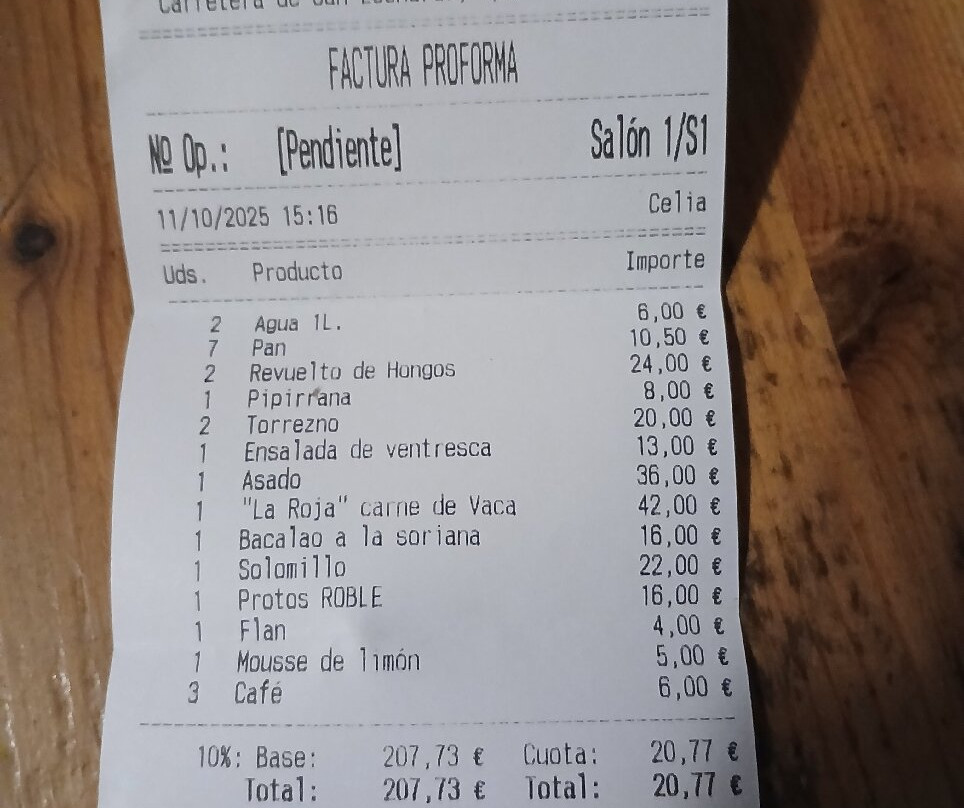 Carretera de San
FACTURA PROFORMA
Nº Op.: [Pendiente] Salón 1/S1
11/10/2025 15:16 Celia
Uds. Producto Importe
2 Agua 1L. 6,00 €
7 Pan 10,50 €
2 Revuelto de Hongos 24,00 €
1 Pipirrana 8,00 €
2 Torrezno 20,00 €
1 Ensalada de ventresca 13,00 €
1 Asado 36,00 €
1 "La Roja" carne de Vaca 42,00 €
1 Bacalao a la soriana 16,00 €
1 Solomillo 22,00 €
1 Protos ROBLE 16,00 €
1 Flan 4,00 €
1 Mousse de limón 5,00 €
3 Café 6,00 €
10%: Base: 207,73 € Cuota: 20,77 €
Total: 207,73 € Total: 20,77 €